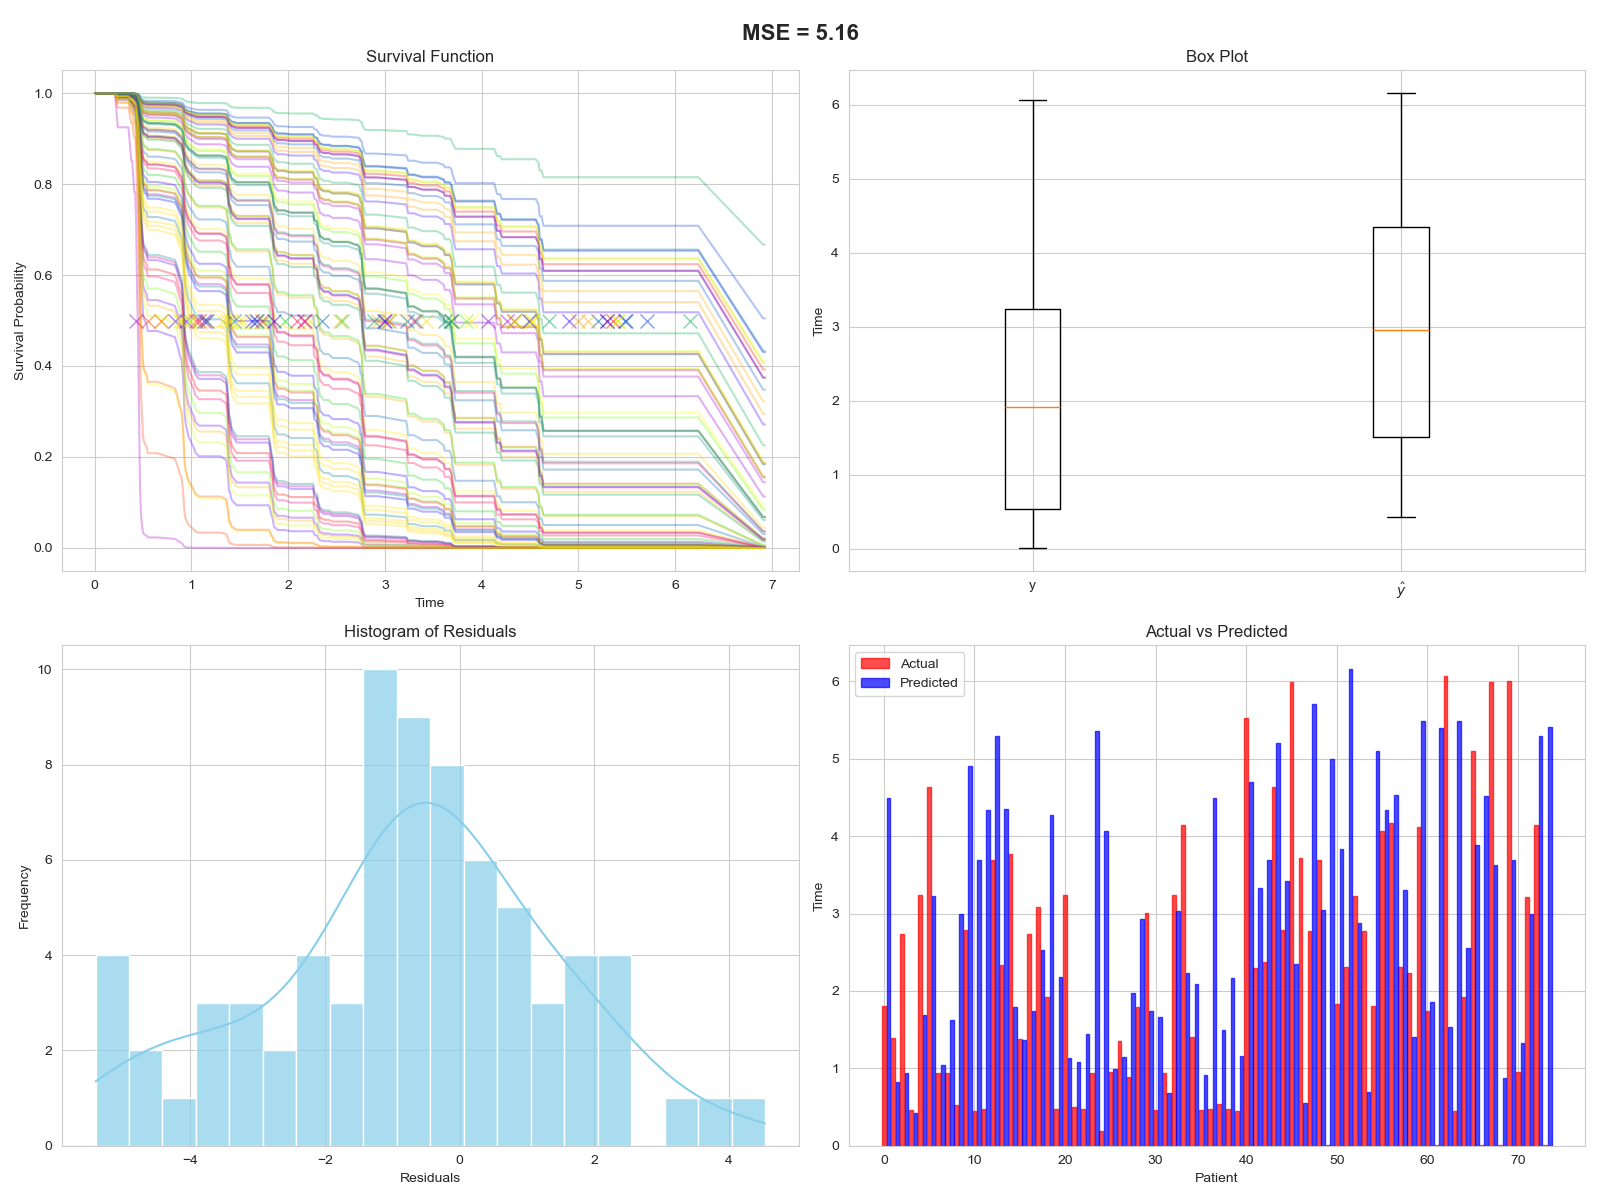 MSE = 5.16
Survival Function
Survival Probability
1.0
0.8
0.6
0.4
0.2
0.0
0 1 2 3 4 5 6 7
Time
Box Plot
Time
6
5
4
3
2
1
0
y ŷ
Histogram of Residuals
Frequency
10
8
6
4
2
0
−4 −2 0 2 4
Residuals
Actual vs Predicted
Actual
Predicted
Time
6
5
4
3
2
1
0
0 10 20 30 40 50 60 70
Patient